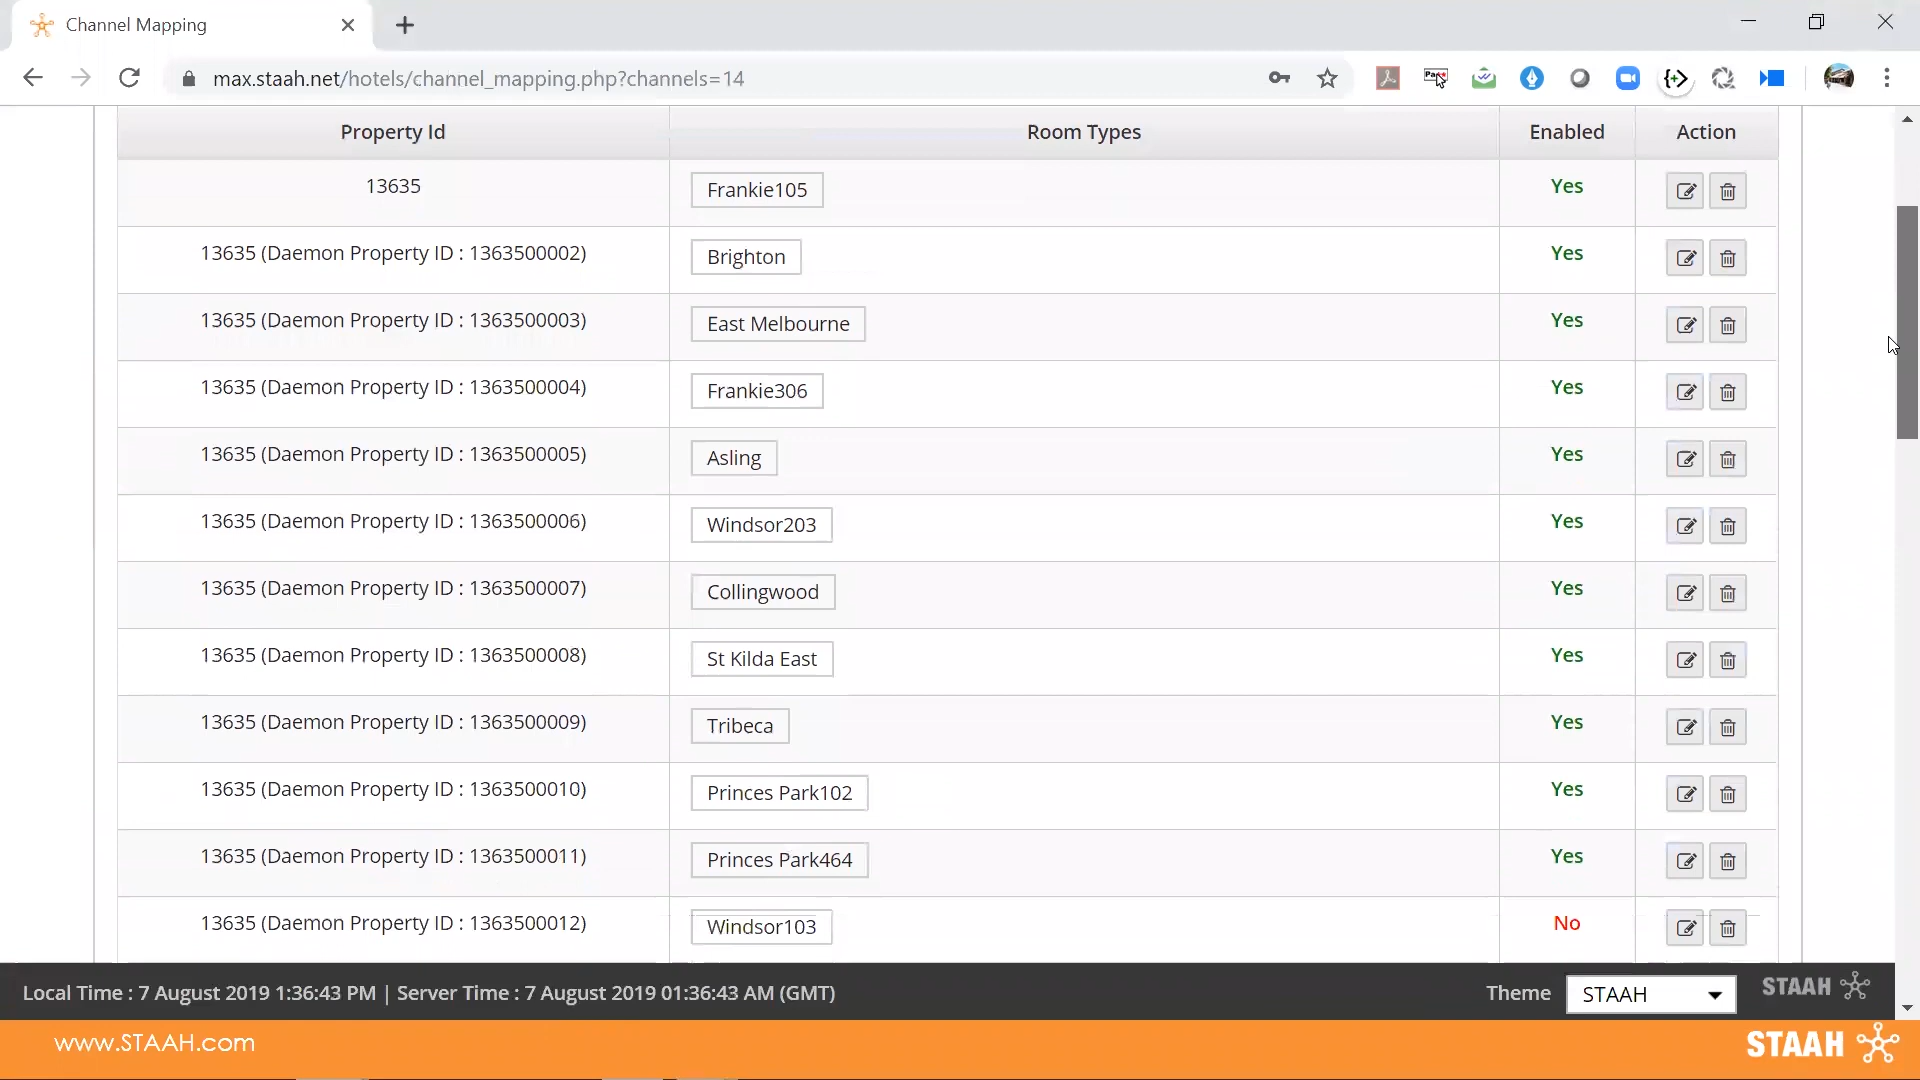 Channel Mapping
max.staah.net/hotels/channel_mapping.php?channels=14
Property Id Room Types Enabled Action
13635 Frankie105 Yes
13635 (Daemon Property ID : 1363500002) Brighton Yes
13635 (Daemon Property ID : 1363500003) East Melbourne Yes
13635 (Daemon Property ID : 1363500004) Frankie306 Yes
13635 (Daemon Property ID : 1363500005) Asling Yes
13635 (Daemon Property ID : 1363500006) Windsor203 Yes
13635 (Daemon Property ID : 1363500007) Collingwood Yes
13635 (Daemon Property ID : 1363500008) St Kilda East Yes
13635 (Daemon Property ID : 1363500009) Tribeca Yes
13635 (Daemon Property ID : 1363500010) Princes Park102 Yes
13635 (Daemon Property ID : 1363500011) Princes Park464 Yes
13635 (Daemon Property ID : 1363500012) Windsor103 No
Local Time : 7 August 2019 1:36:43 PM | Server Time : 7 August 2019 01:36:43 AM (GMT) Theme STAAH STAAH
www.STAAH.com STAAH